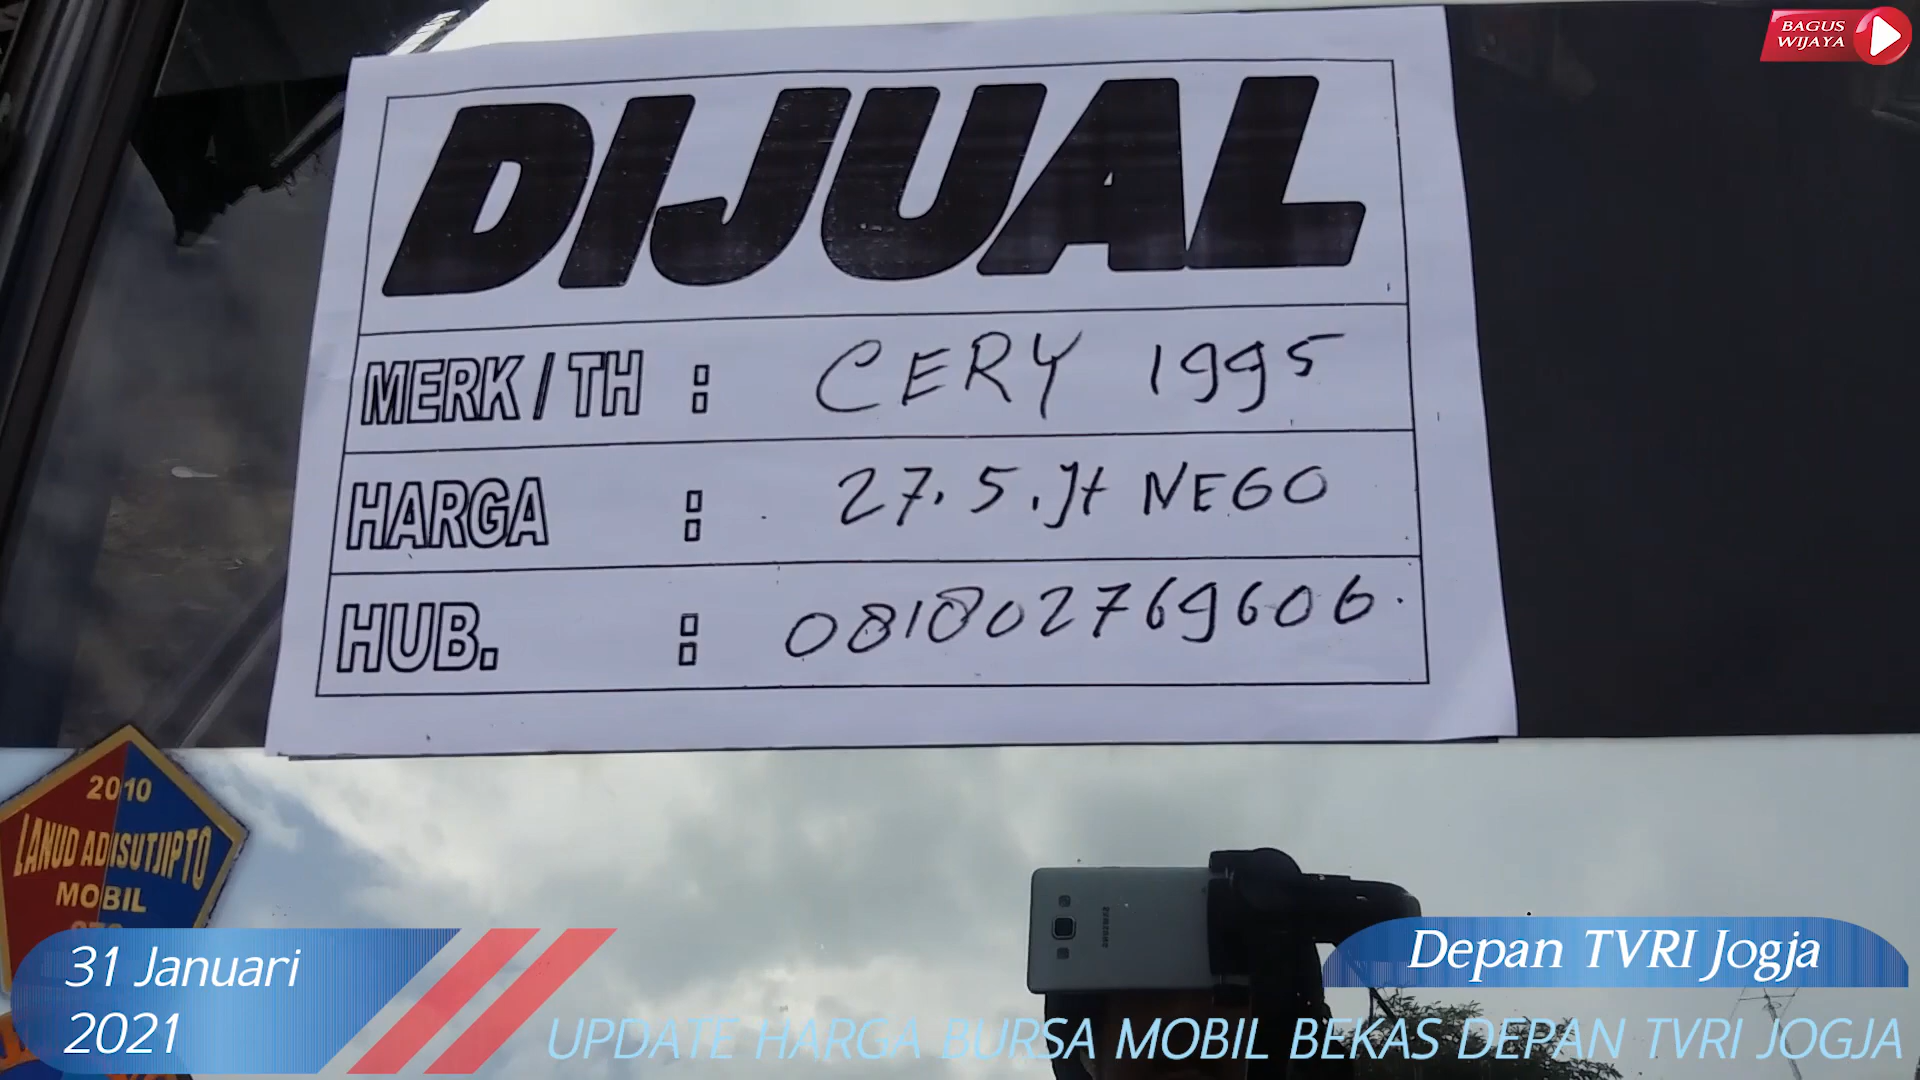 BAGUS
WIJAYA
DIJUAL
MERK / TH : CERY 1995
HARGA : 27.5.Jt NEGO
HUB. : 081802769606
2010
LANUD ADISUTJIPTO
MOBIL
SAMSUNG
31 Januari
2021
Depan TVRI Jogja
UPDATE HARGA BURSA MOBIL BEKAS DEPAN TVRI JOGJA